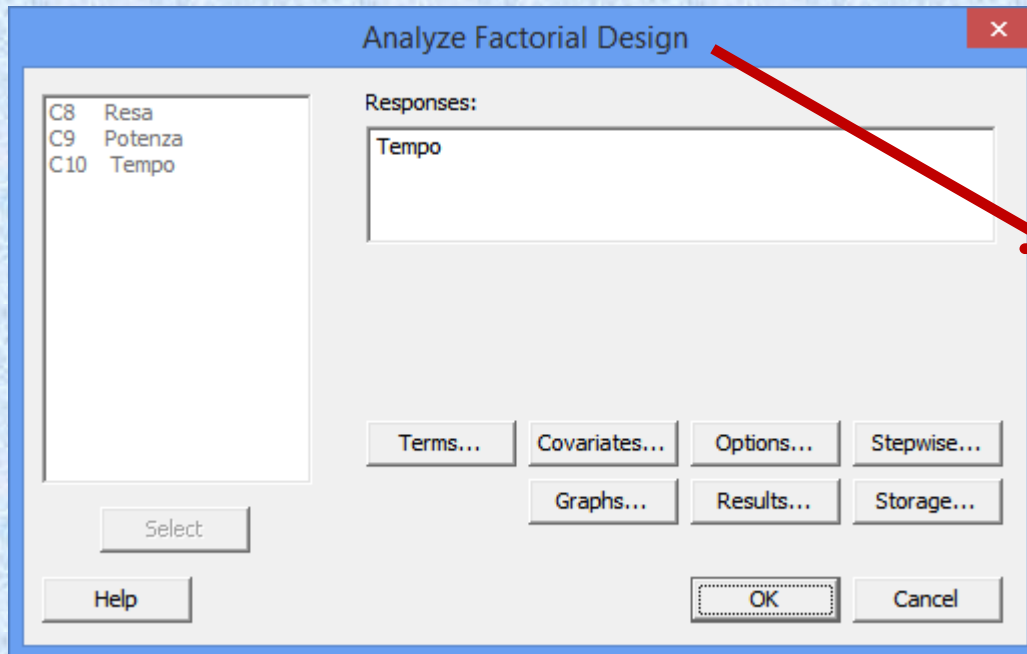 Analyze Factorial Design
C8 Resa
C9 Potenza
C10 Tempo
Select
Responses:
Tempo
Terms...
Covariates...
Options...
Stepwise...
Graphs...
Results...
Storage...
Help
OK
Cancel